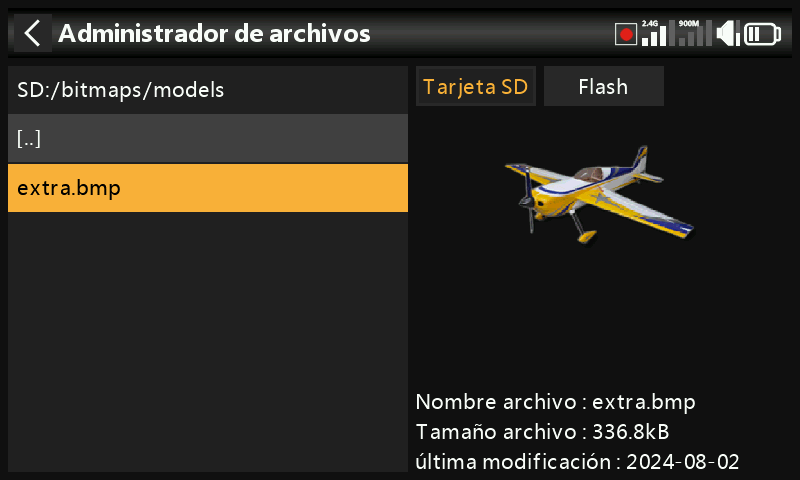 Administrador de archivos
2.4G
900M
SD:/bitmaps/models
[..]
extra.bmp
Tarjeta SD
Flash
Nombre archivo : extra.bmp
Tamaño archivo : 336.8kB
última modificación : 2024-08-02